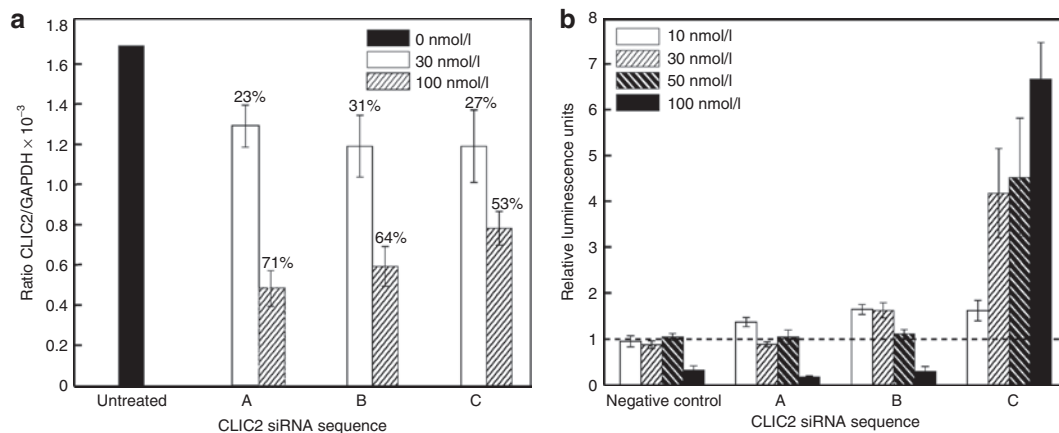 a
Ratio CLIC2/GAPDH × 10⁻³
1.8
1.6
1.4
1.2
1.0
0.8
0.6
0.4
0.2
0
0 nmol/l
30 nmol/l
100 nmol/l
23%
71%
31%
64%
27%
53%
Untreated A B C
CLIC2 siRNA sequence
b
Relative luminescence units
8
7
6
5
4
3
2
1
0
10 nmol/l
30 nmol/l
50 nmol/l
100 nmol/l
Negative control A B C
CLIC2 siRNA sequence